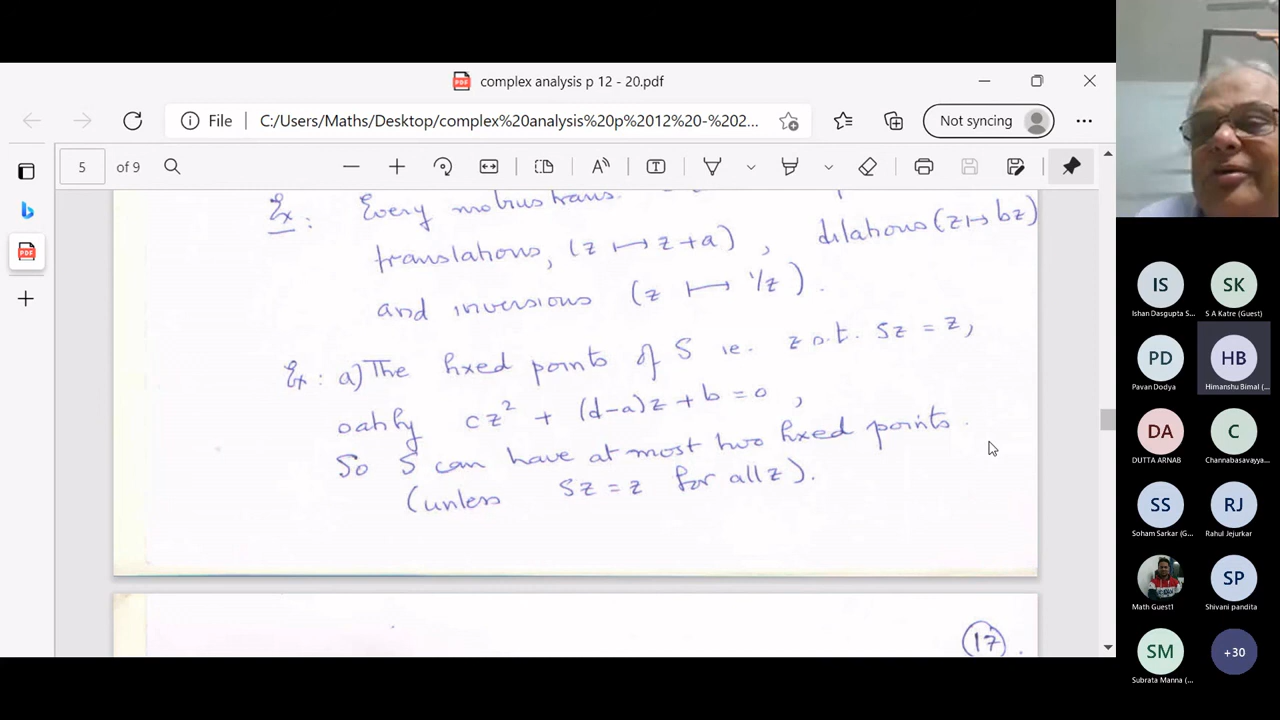 complex analysis p 12 - 20.pdf
File C:/Users/Maths/Desktop/complex%20analysis%20p%2012%20-%202...
Not syncing
5 of 9
Ex: Every mobius trans.
translations, (z ↦ z+a), dilations (z ↦ bz)
and inversions (z ↦ 1/z).
Ex: a) The fixed points of S ie. z s.t. Sz = z,
satisfy cz² + (d-a)z + b = 0,
So S can have at most two fixed points.
(unless Sz = z for all z).
17
IS
Ishan Dasgupta S...
SK
S A Katre (Guest)
PD
Pavan Dodya
HB
Himanshu Bimal (...
DA
DUTTA ARNAB
C
Channabasavayya...
SS
Soham Sarkar (G...
RJ
Rahul Jejurkar
Math Guest1
SP
Shivani pandita
SM
Subrata Manna (...
+30